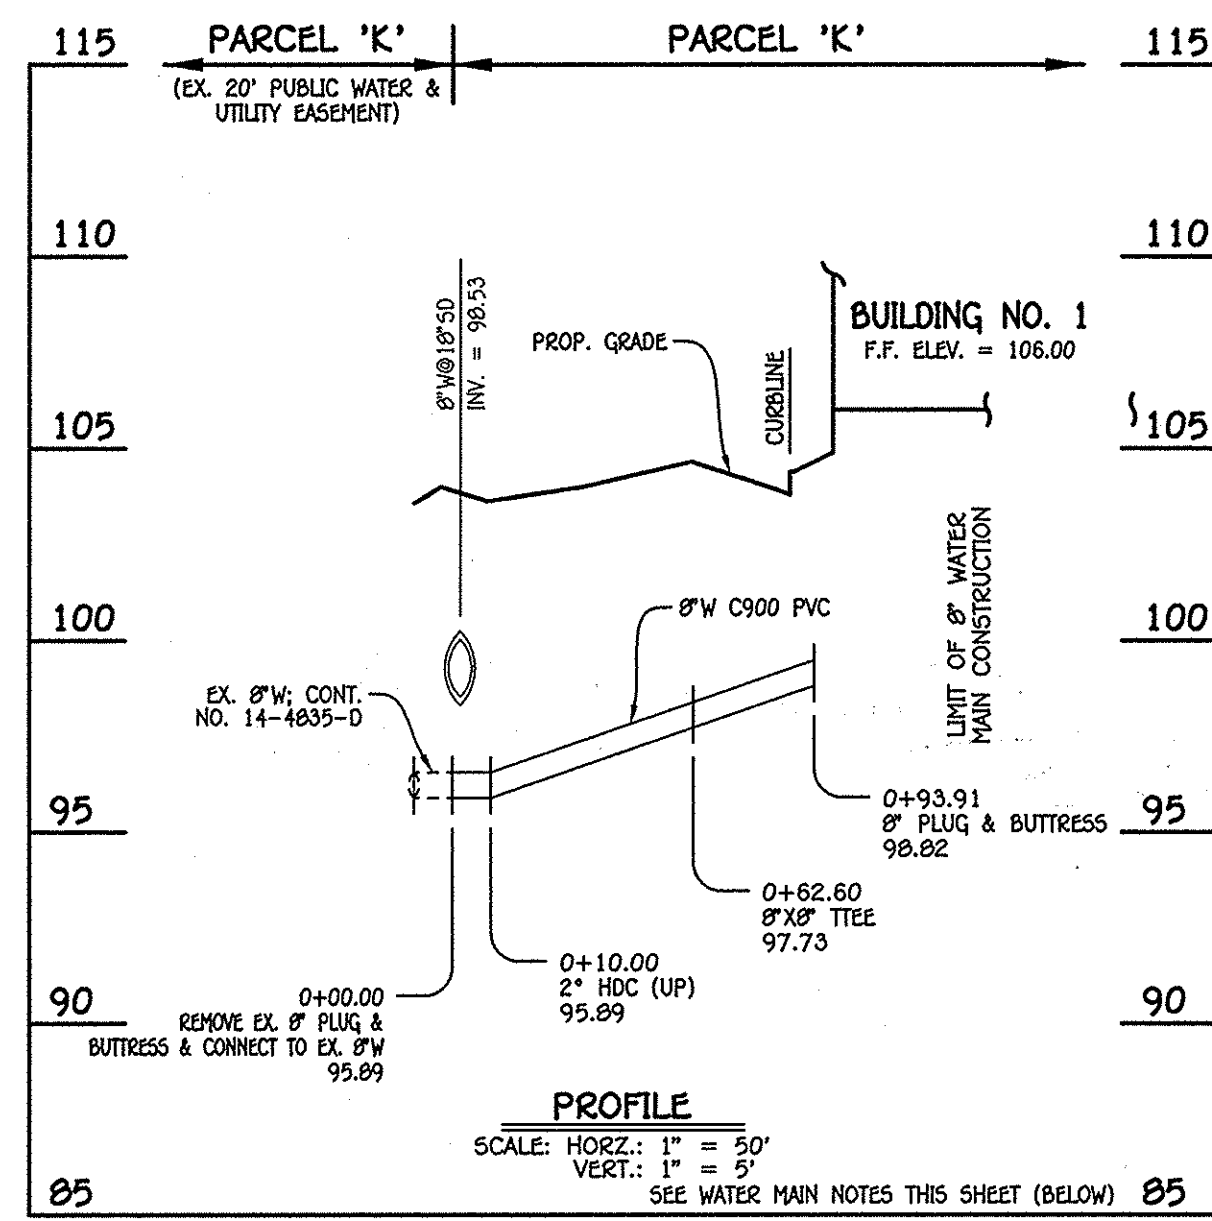 115
PARCEL 'K'
PARCEL 'K'
115
(EX. 20' PUBLIC WATER &
UTILITY EASEMENT)
110
110
8"W@18"SD
INV. = 98.53
PROP. GRADE
CURBLINE
BUILDING NO. 1
F.F. ELEV. = 106.00
105
105
100
100
8"W C900 PVC
LIMIT OF 8" WATER
MAIN CONSTRUCTION
EX. 8"W; CONT.
NO. 14-4835-D
95
95
0+93.91
8" PLUG & BUTTRESS
98.82
0+62.60
8"X8" TTEE
97.73
0+10.00
2° HDC (UP)
95.89
90
90
0+00.00
REMOVE EX. 8" PLUG &
BUTTRESS & CONNECT TO EX. 8"W
95.89
PROFILE
SCALE: HORZ.: 1" = 50'
VERT.: 1" = 5'
SEE WATER MAIN NOTES THIS SHEET (BELOW)
85
85